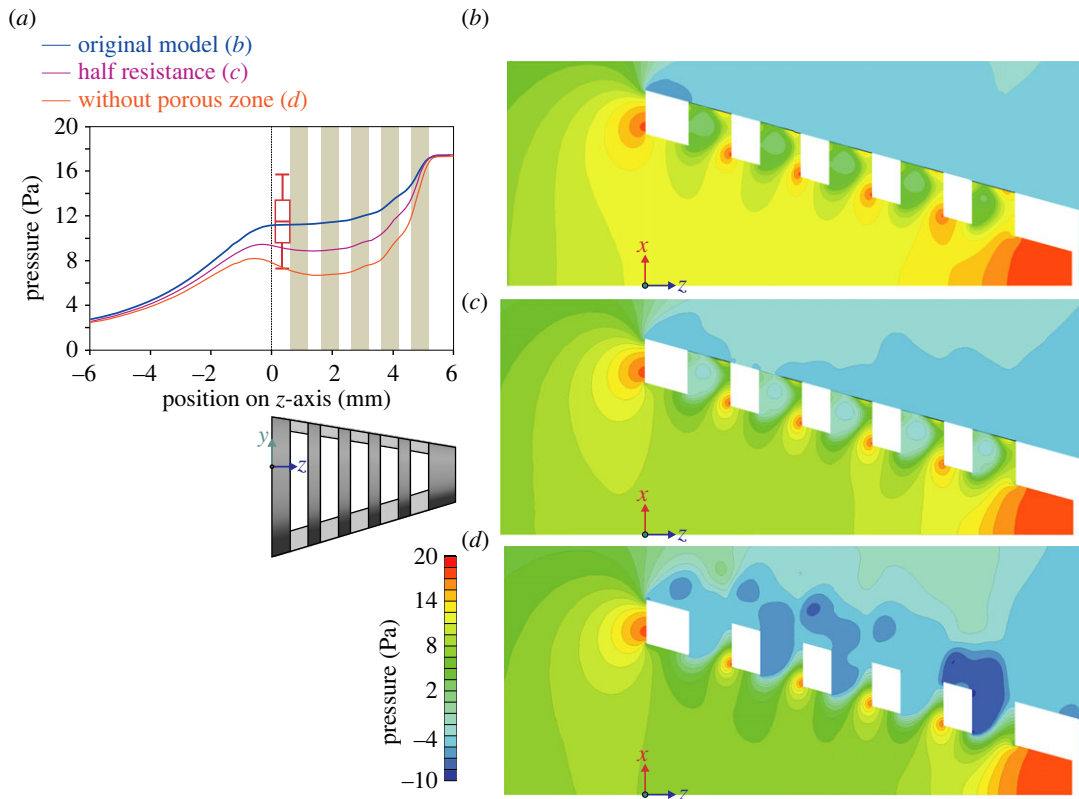 (a)
original model (b)
half resistance (c)
without porous zone (d)
20
16
12
8
4
0
pressure (Pa)
–6 –4 –2 0 2 4 6
position on z-axis (mm)
y
z
20
14
8
2
–4
–10
pressure (Pa)
(b)
x
z
(c)
x
z
(d)
x
z